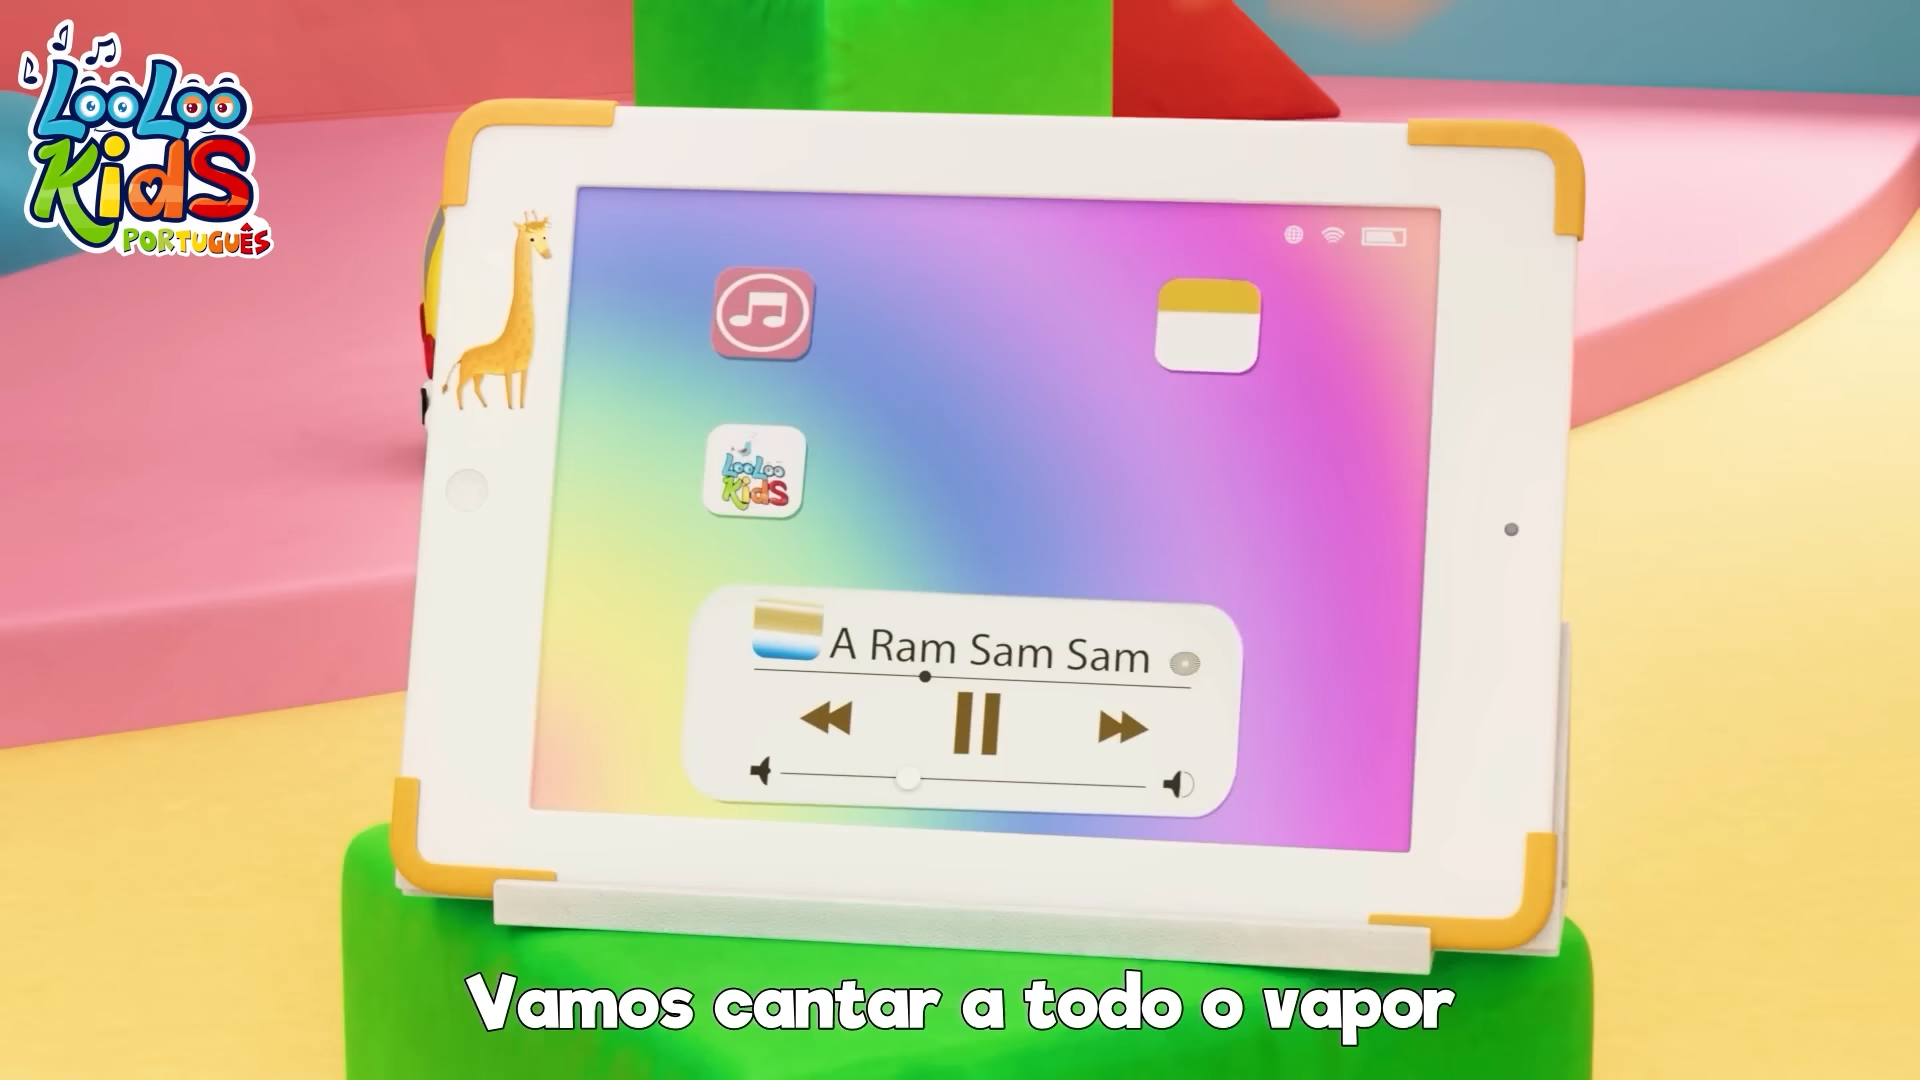 LooLoo
Kids
PORTUGUÊS
LooLoo
Kids
A Ram Sam Sam
Vamos cantar a todo o vapor